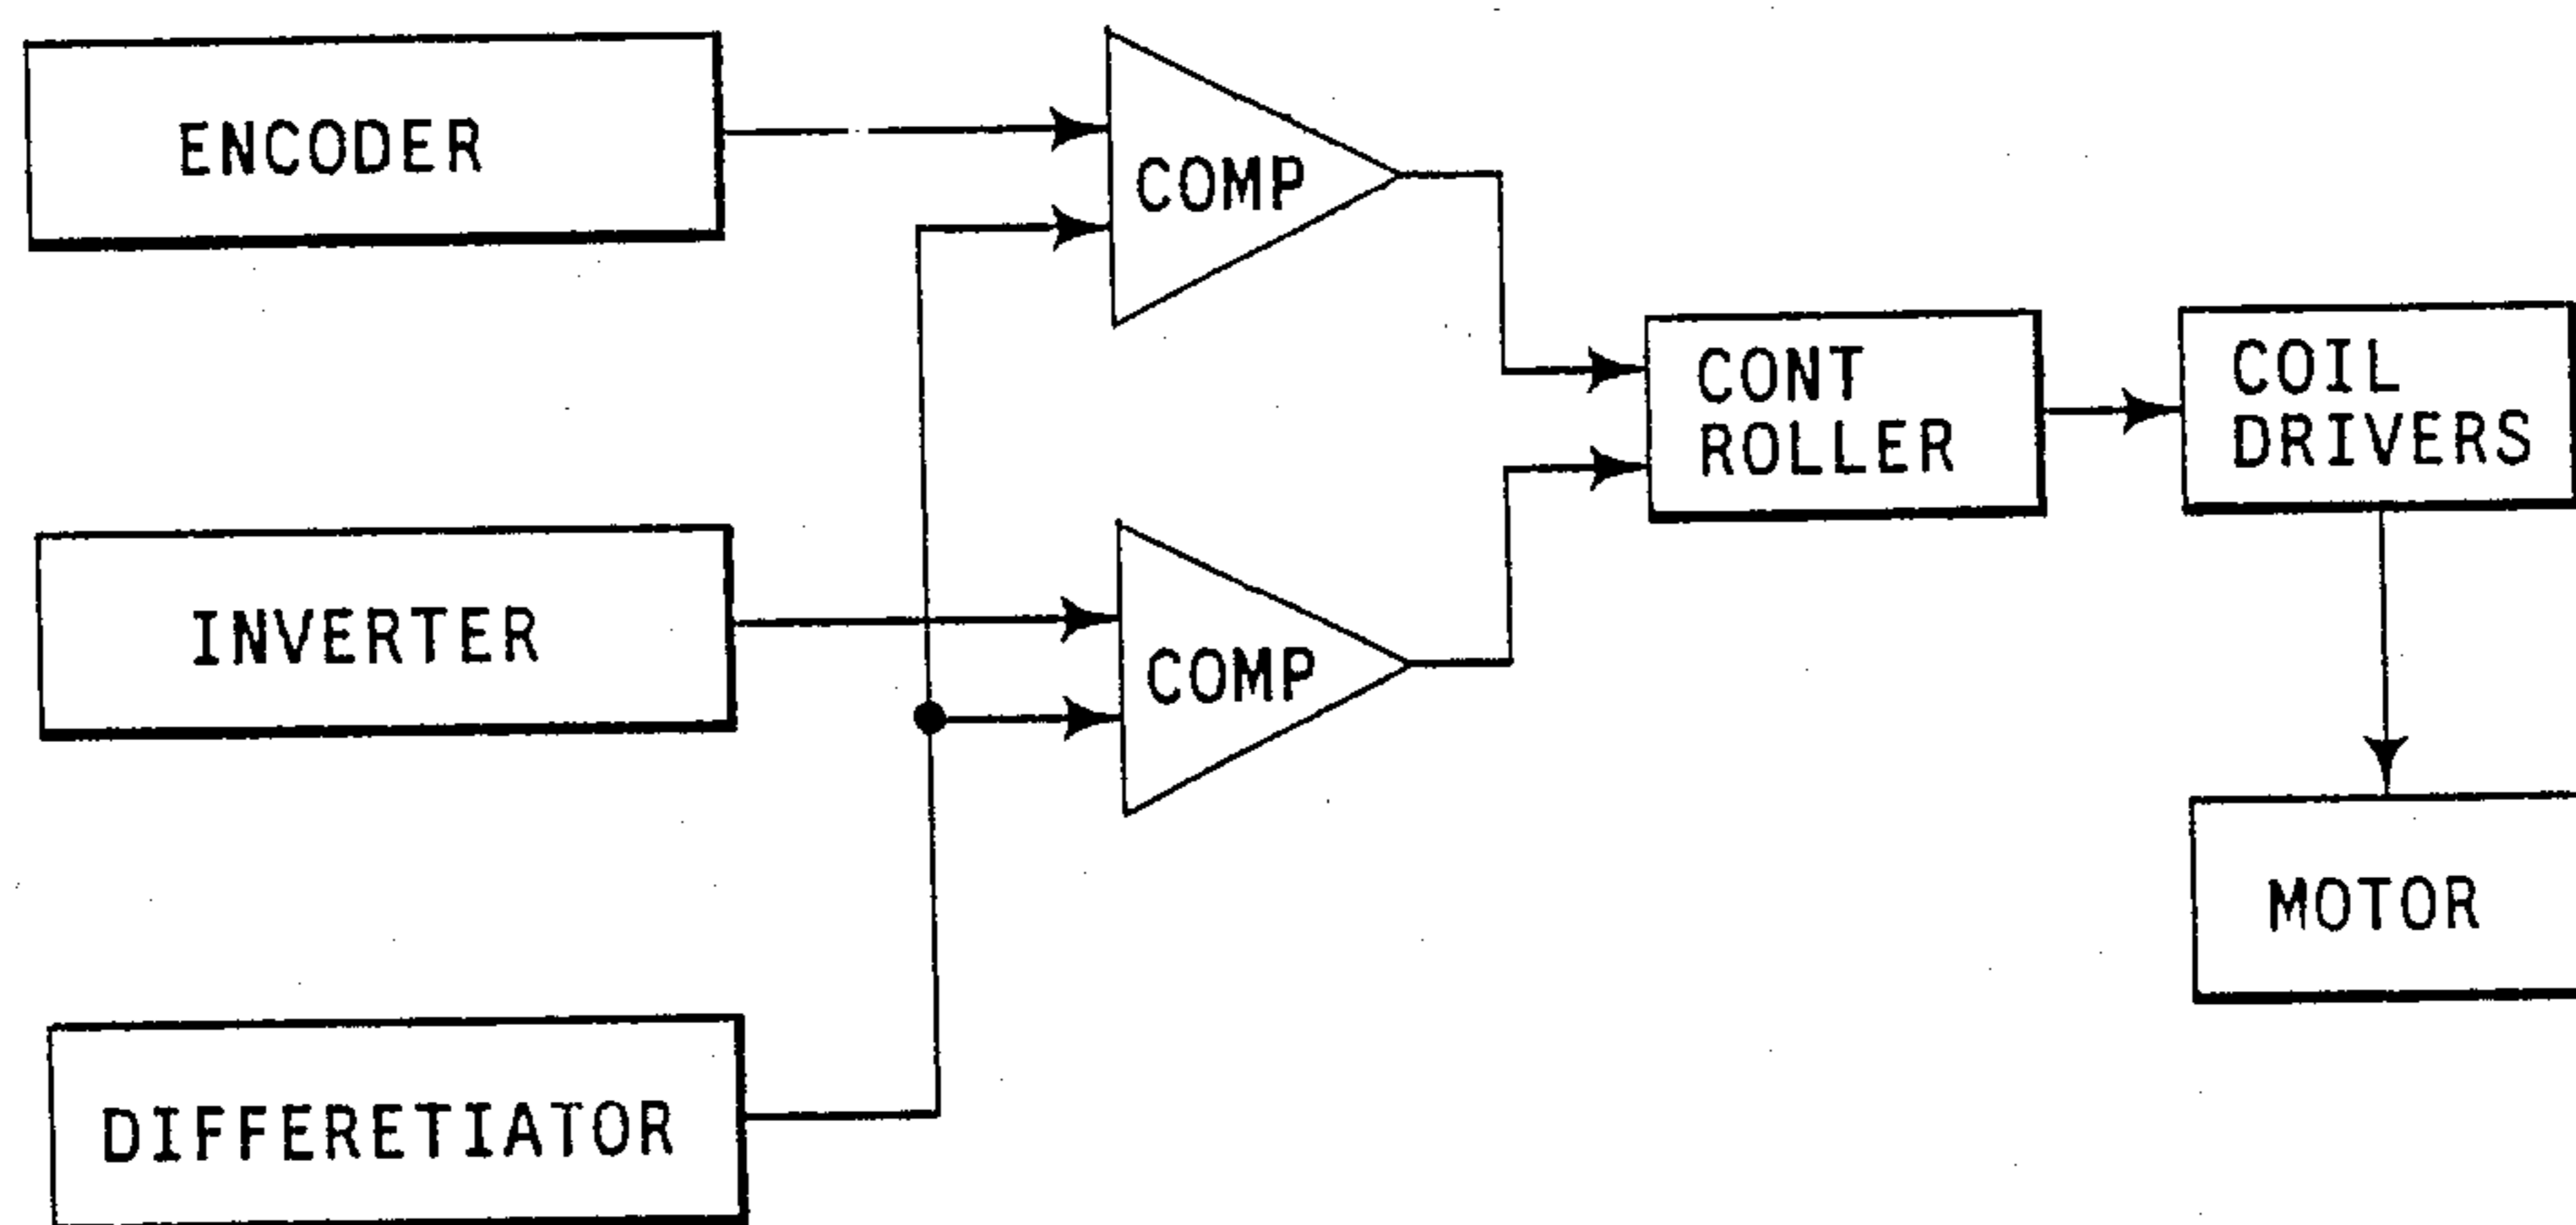 ENCODER
COMP
CONT
ROLLER
COIL
DRIVERS
INVERTER
COMP
MOTOR
DIFFERETIATOR